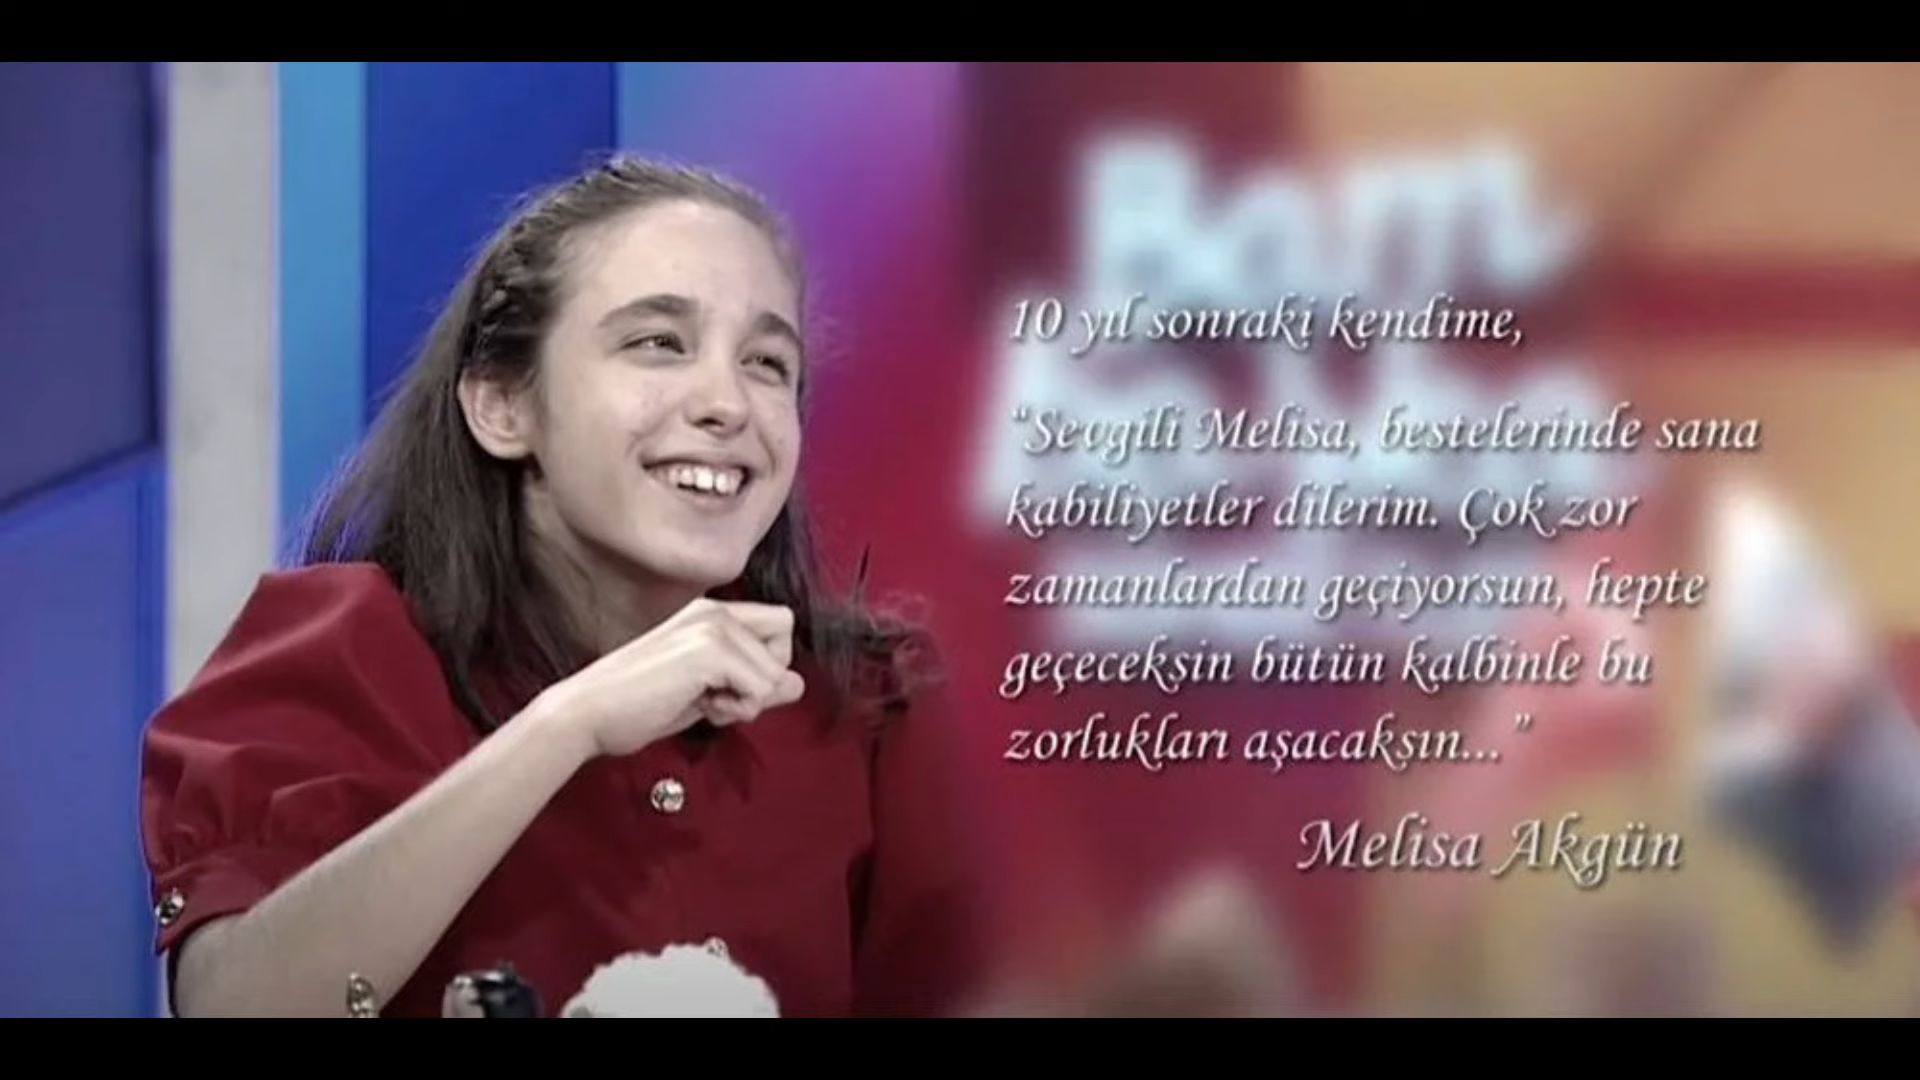 Bam
10 yıl sonraki kendime,
“Sevgili Melisa, bestelerinde sana
kabiliyetler dilerim. Çok zor
zamanlardan geçiyorsun, hepte
geçeceksin bütün kalbinle bu
zorlukları aşacaksın...”
Melisa Akgün